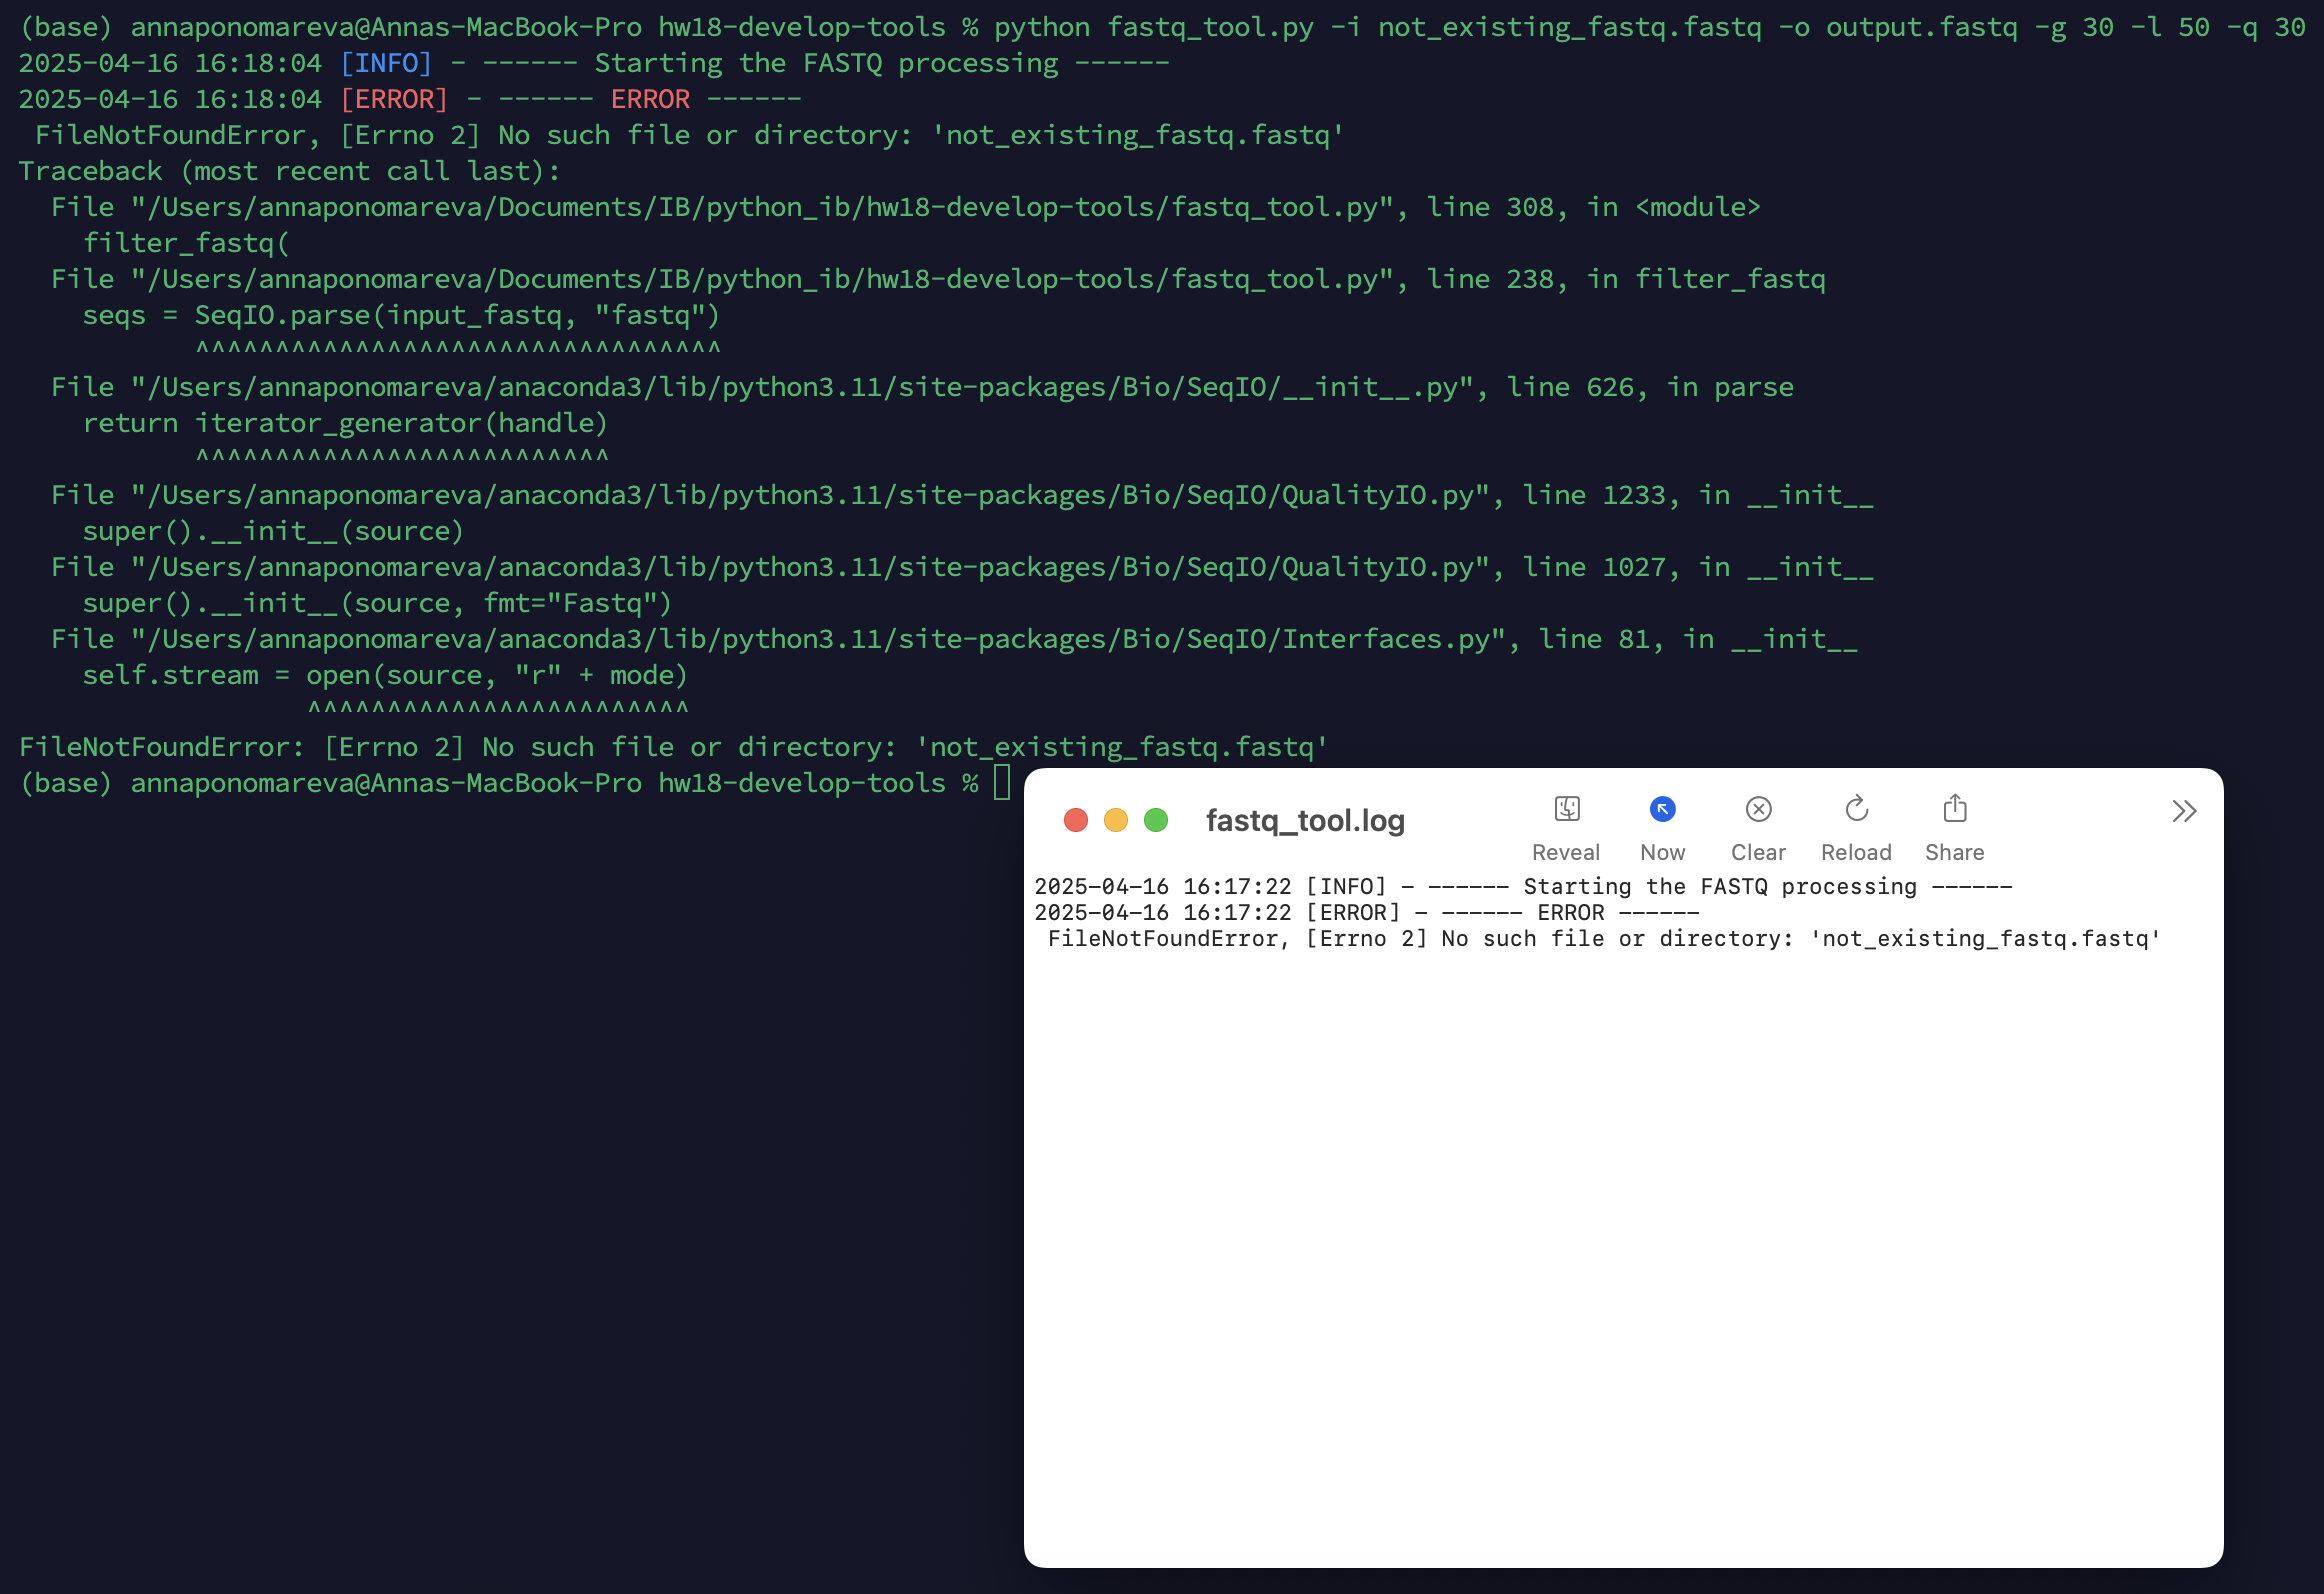 (base) annaponomareva@Annas-MacBook-Pro hw18-develop-tools % python fastq_tool.py -i not_existing_fastq.fastq -o output.fastq -g 30 -l 50 -q 30
2025-04-16 16:18:04 [INFO] - ------ Starting the FASTQ processing ------
2025-04-16 16:18:04 [ERROR] - ------ ERROR ------
 FileNotFoundError, [Errno 2] No such file or directory: 'not_existing_fastq.fastq'
Traceback (most recent call last):
  File "/Users/annaponomareva/Documents/IB/python_ib/hw18-develop-tools/fastq_tool.py", line 308, in <module>
    filter_fastq(
  File "/Users/annaponomareva/Documents/IB/python_ib/hw18-develop-tools/fastq_tool.py", line 238, in filter_fastq
    seqs = SeqIO.parse(input_fastq, "fastq")
           ^^^^^^^^^^^^^^^^^^^^^^^^^^^^^^^^^
  File "/Users/annaponomareva/anaconda3/lib/python3.11/site-packages/Bio/SeqIO/__init__.py", line 626, in parse
    return iterator_generator(handle)
           ^^^^^^^^^^^^^^^^^^^^^^^^^^
  File "/Users/annaponomareva/anaconda3/lib/python3.11/site-packages/Bio/SeqIO/QualityIO.py", line 1233, in __init__
    super().__init__(source)
  File "/Users/annaponomareva/anaconda3/lib/python3.11/site-packages/Bio/SeqIO/QualityIO.py", line 1027, in __init__
    super().__init__(source, fmt="Fastq")
  File "/Users/annaponomareva/anaconda3/lib/python3.11/site-packages/Bio/SeqIO/Interfaces.py", line 81, in __init__
    self.stream = open(source, "r" + mode)
                  ^^^^^^^^^^^^^^^^^^^^^^^^
FileNotFoundError: [Errno 2] No such file or directory: 'not_existing_fastq.fastq'
(base) annaponomareva@Annas-MacBook-Pro hw18-develop-tools %
fastq_tool.log
Reveal Now Clear Reload Share
2025-04-16 16:17:22 [INFO] - ------ Starting the FASTQ processing ------
2025-04-16 16:17:22 [ERROR] - ------ ERROR ------
 FileNotFoundError, [Errno 2] No such file or directory: 'not_existing_fastq.fastq'